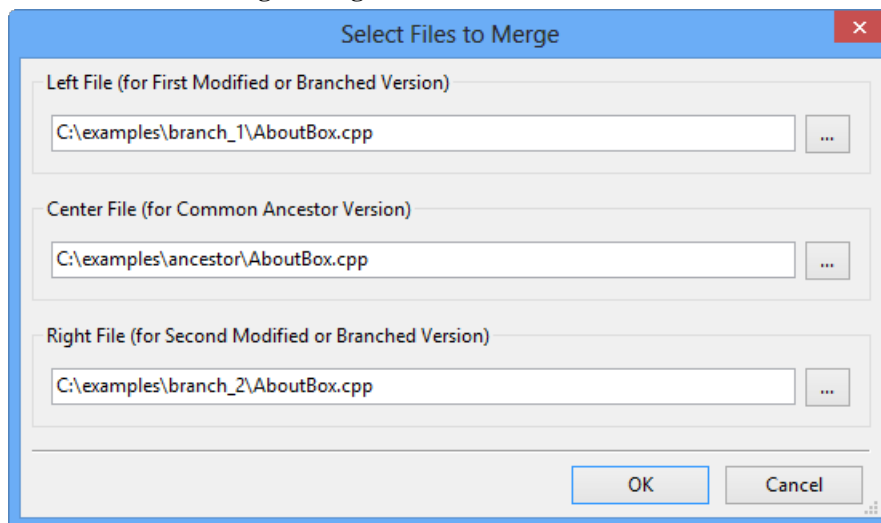 Select Files to Merge
Left File (for First Modified or Branched Version)
C:\examples\branch_1\AboutBox.cpp
...
Center File (for Common Ancestor Version)
C:\examples\ancestor\AboutBox.cpp
...
Right File (for Second Modified or Branched Version)
C:\examples\branch_2\AboutBox.cpp
...
OK
Cancel